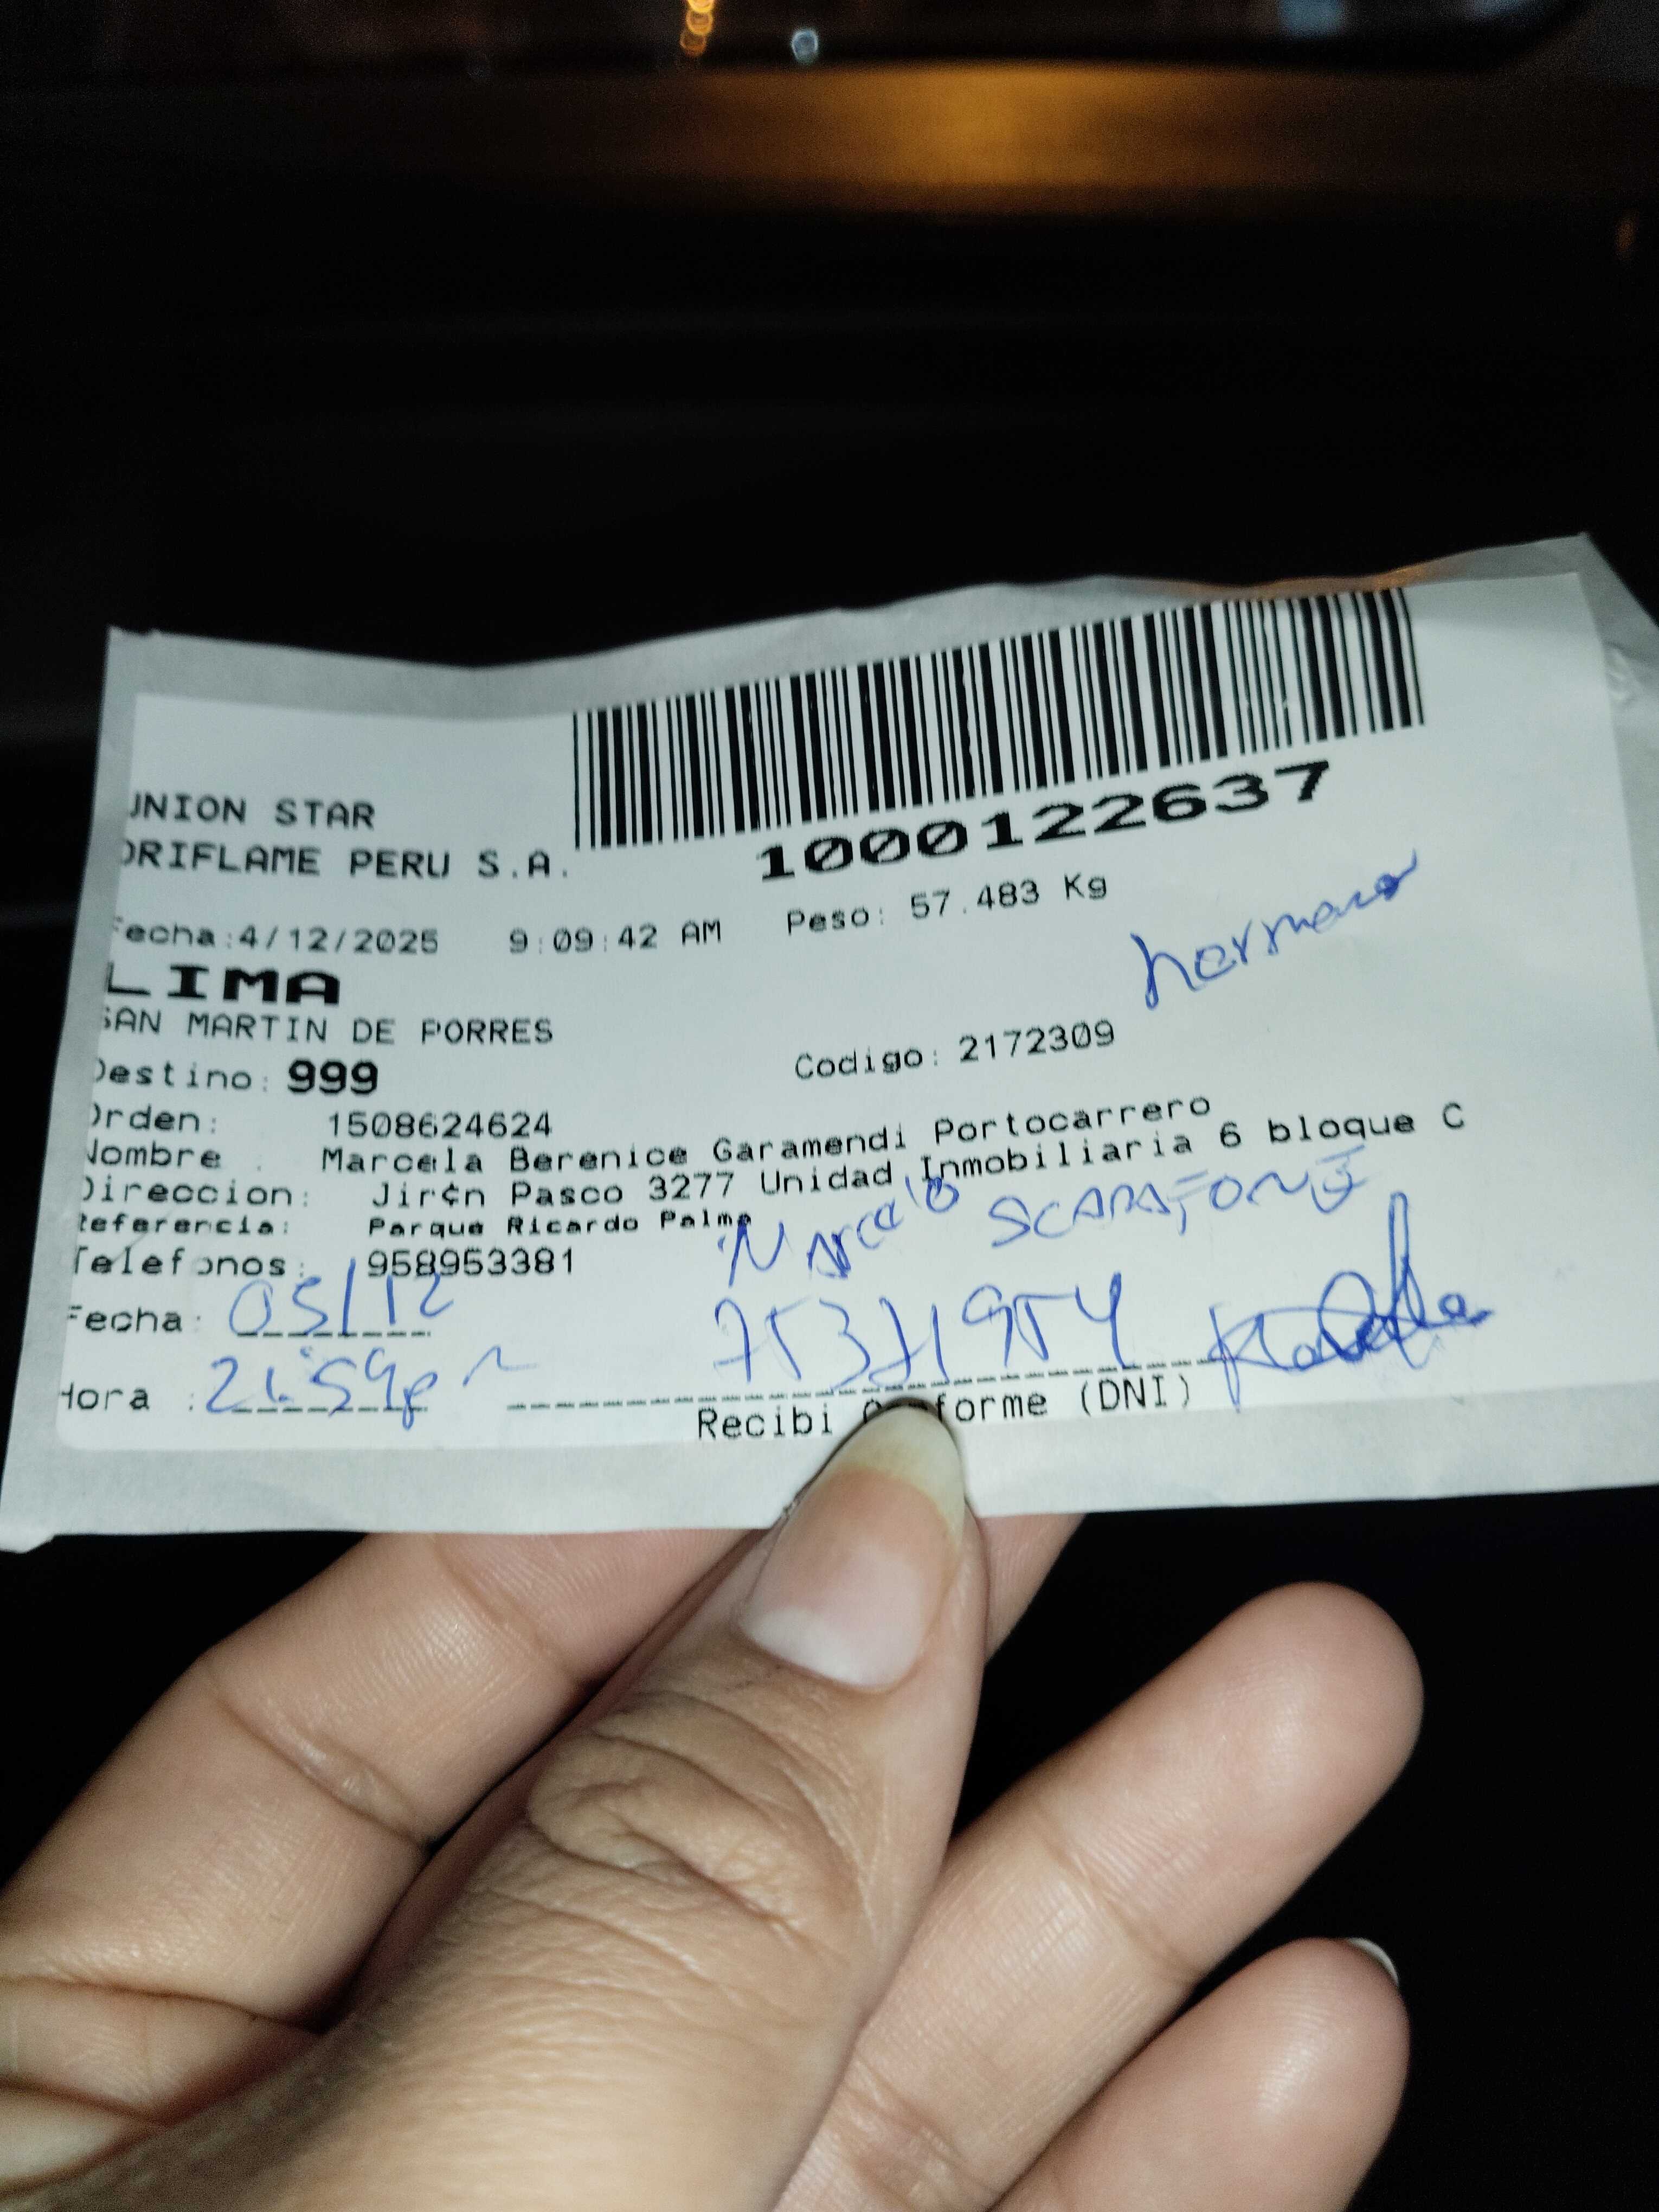 UNION STAR
ORIFLAME PERU S.A.
1000122637
Fecha:4/12/2025 9:09:42 AM Peso: 57.483 Kg
hermano
LIMA
SAN MARTIN DE PORRES
Destino: 999 Codigo: 2172309
Orden: 1508624624
Nombre : Marcela Berenice Garamendi Portocarrero
Direccion: Jir¢n Pasco 3277 Unidad Inmobiliaria 6 bloque C
Referencia: Parque Ricardo Palma
Marcelo
Telefonos: 958953381
Fecha: 05/12
Hora : 21:59pm
Recibi Conforme (DNI)